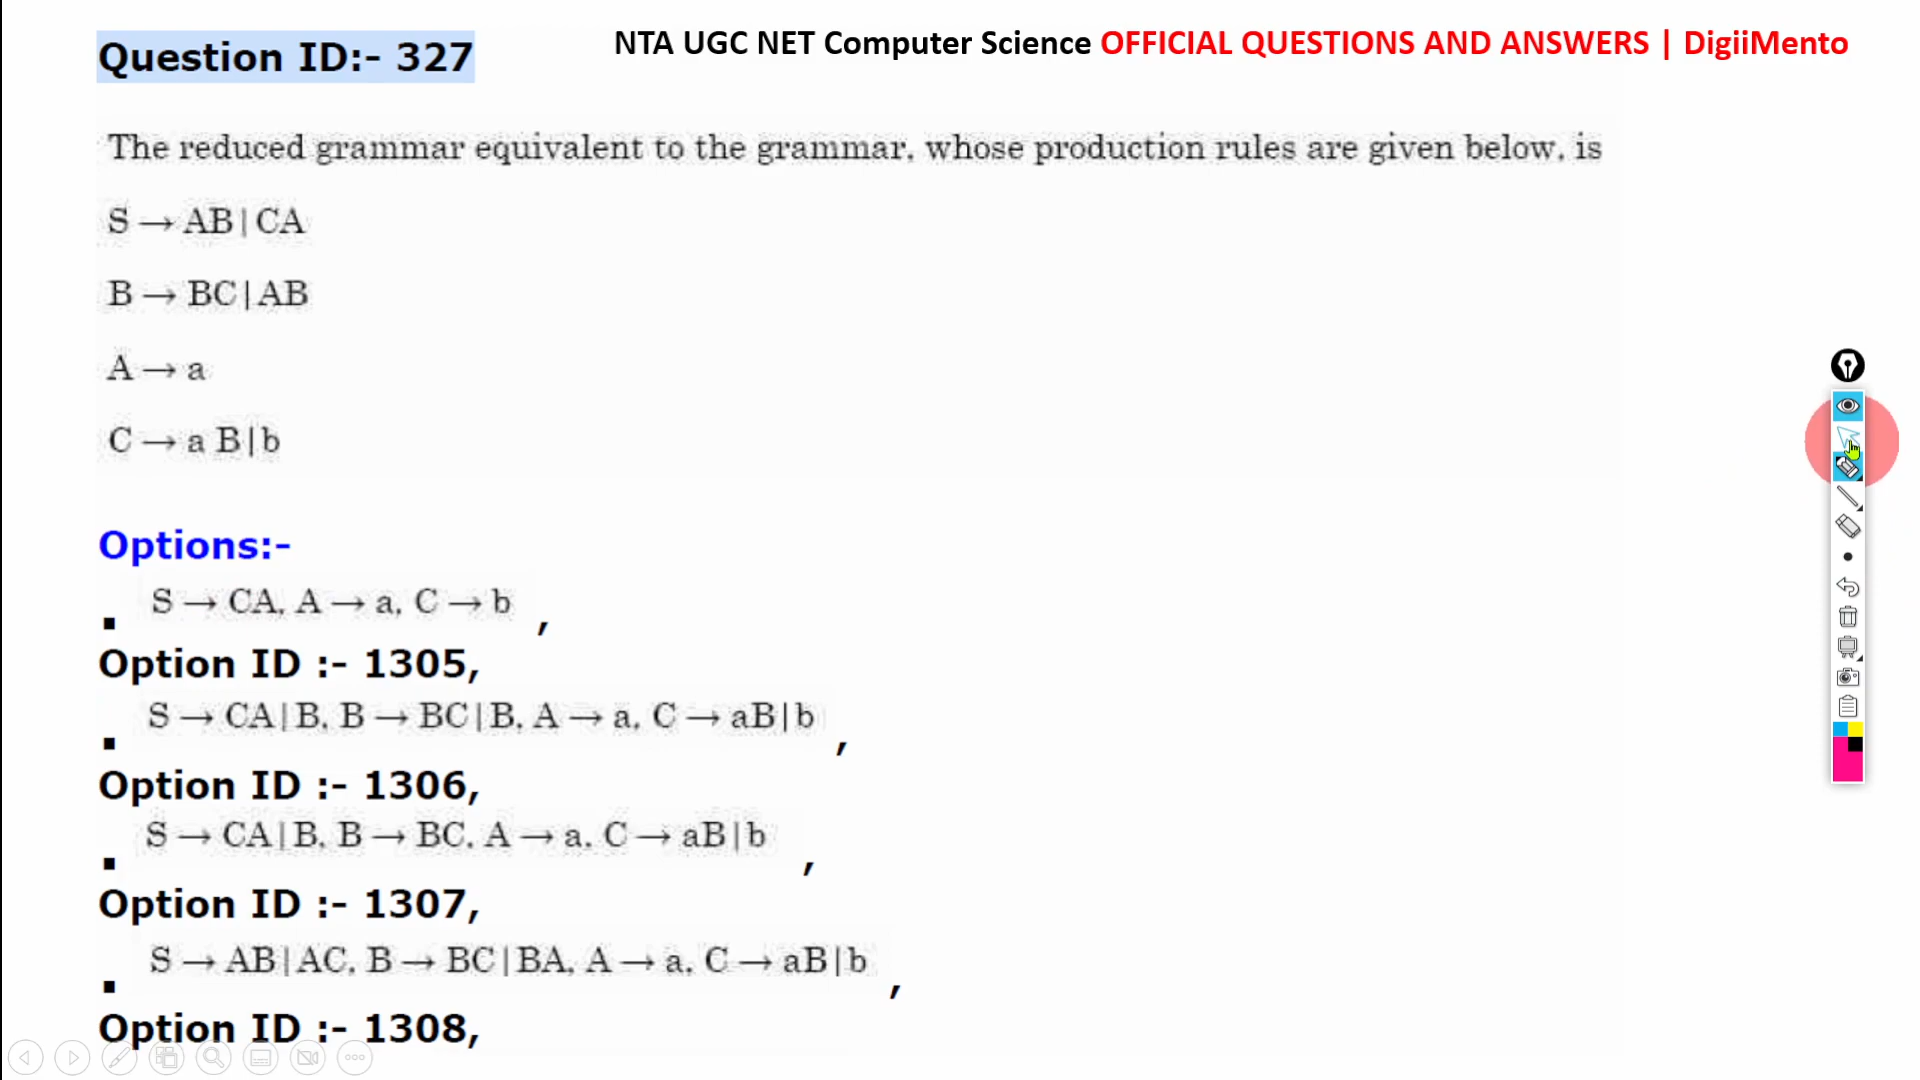 Question ID:- 327
NTA UGC NET Computer Science OFFICIAL QUESTIONS AND ANSWERS | DigiiMento
The reduced grammar equivalent to the grammar, whose production rules are given below, is
S → AB | CA
B → BC | AB
A → a
C → a B | b
Options:-
S → CA, A → a, C → b ,
Option ID :- 1305,
S → CA | B, B → BC | B, A → a, C → aB | b ,
Option ID :- 1306,
S → CA | B, B → BC, A → a, C → aB | b ,
Option ID :- 1307,
S → AB | AC, B → BC | BA, A → a, C → aB | b ,
Option ID :- 1308,